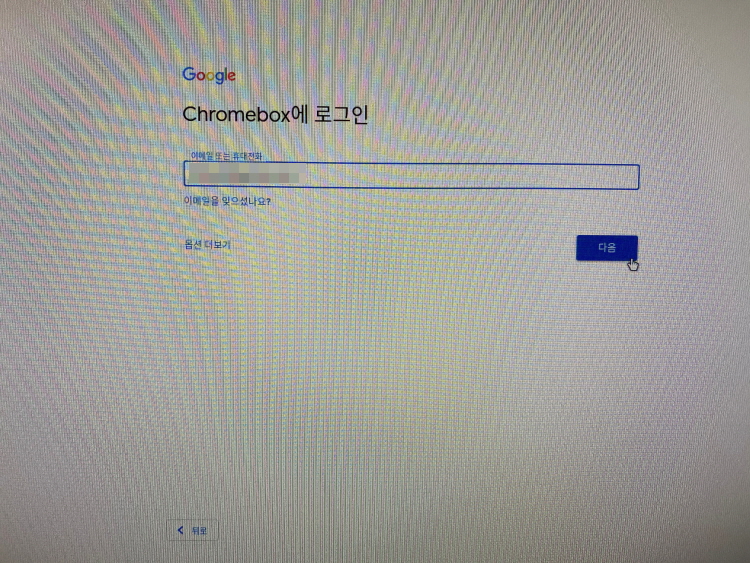 Google
Chromebox에 로그인
이메일 또는 휴대전화
이메일을 잊으셨나요?
옵션 더보기
다음
뒤로